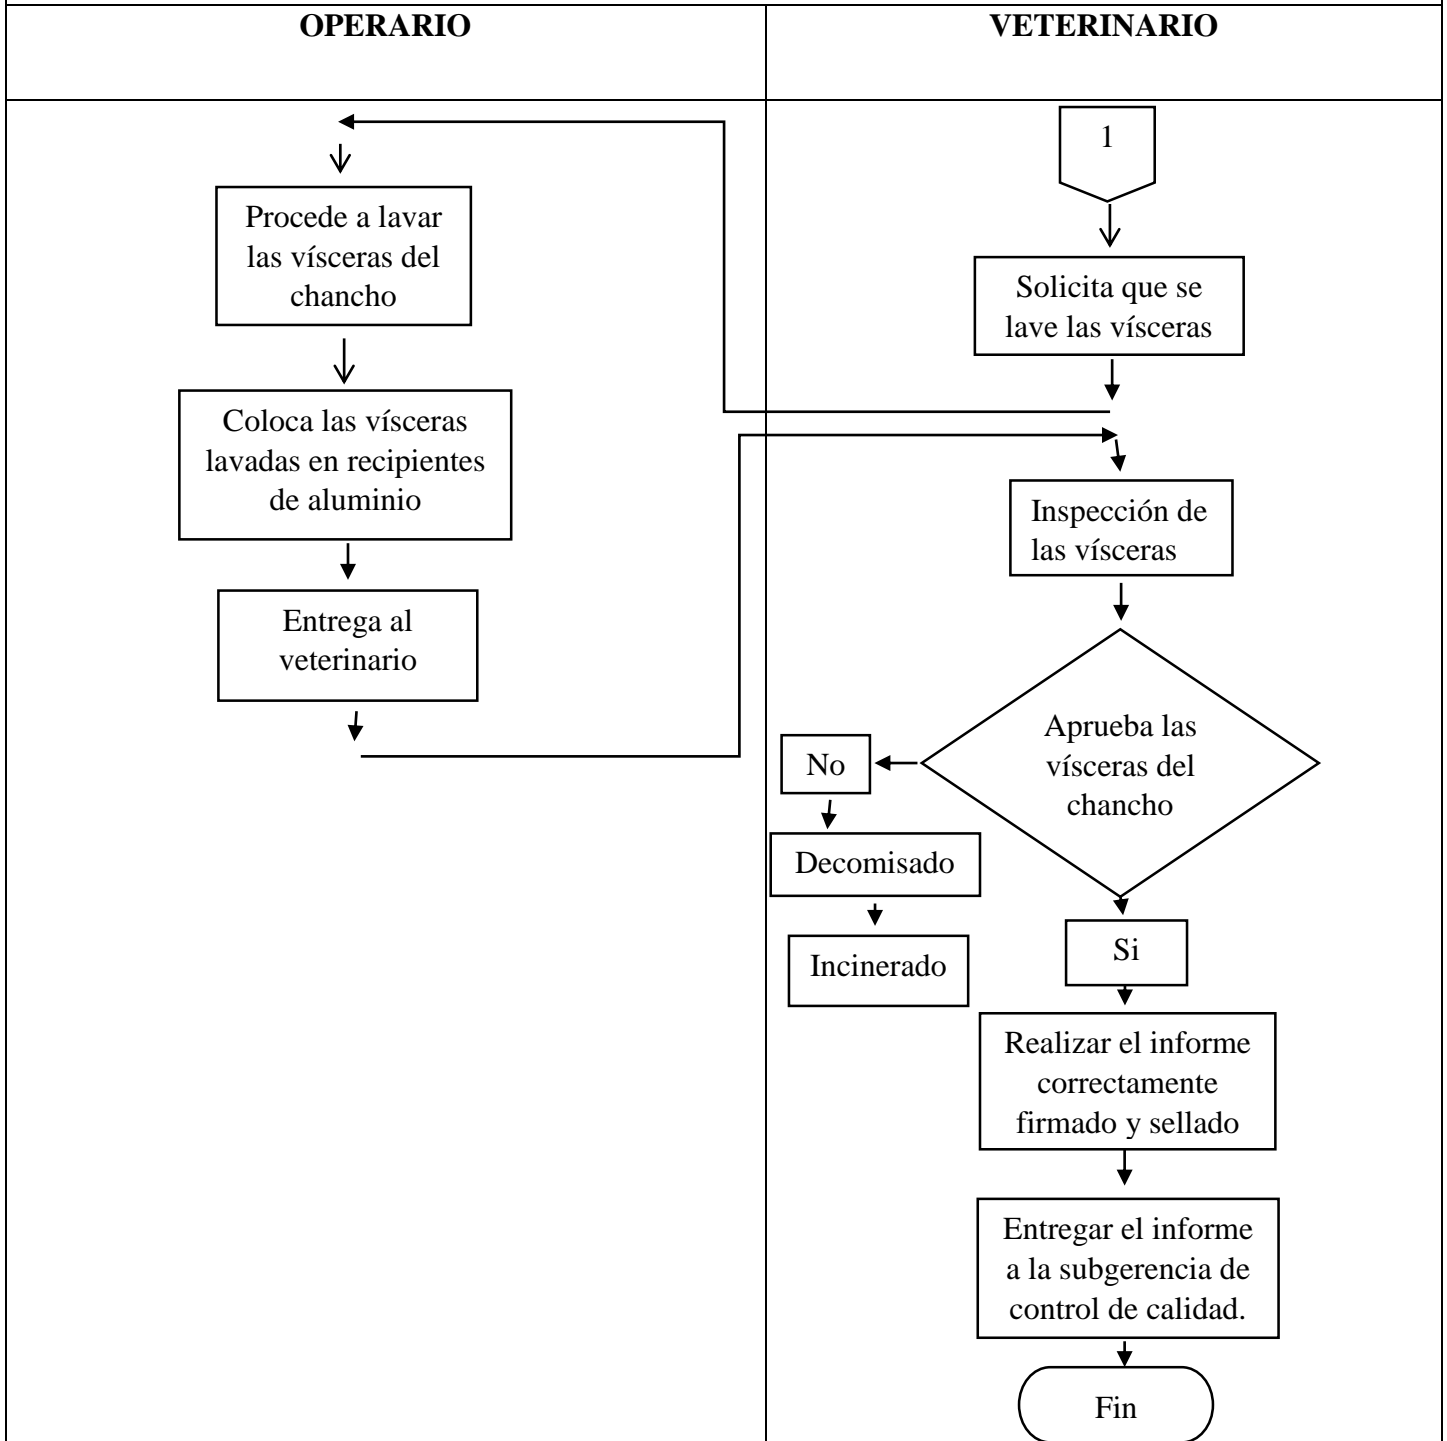 OPERARIO
VETERINARIO
1
Solicita que se
lave las vísceras
Procede a lavar
las vísceras del
chancho
Coloca las vísceras
lavadas en recipientes
de aluminio
Entrega al
veterinario
Inspección de
las vísceras
Aprueba las
vísceras del
chancho
No
Decomisado
Incinerado
Si
Realizar el informe
correctamente
firmado y sellado
Entregar el informe
a la subgerencia de
control de calidad.
Fin